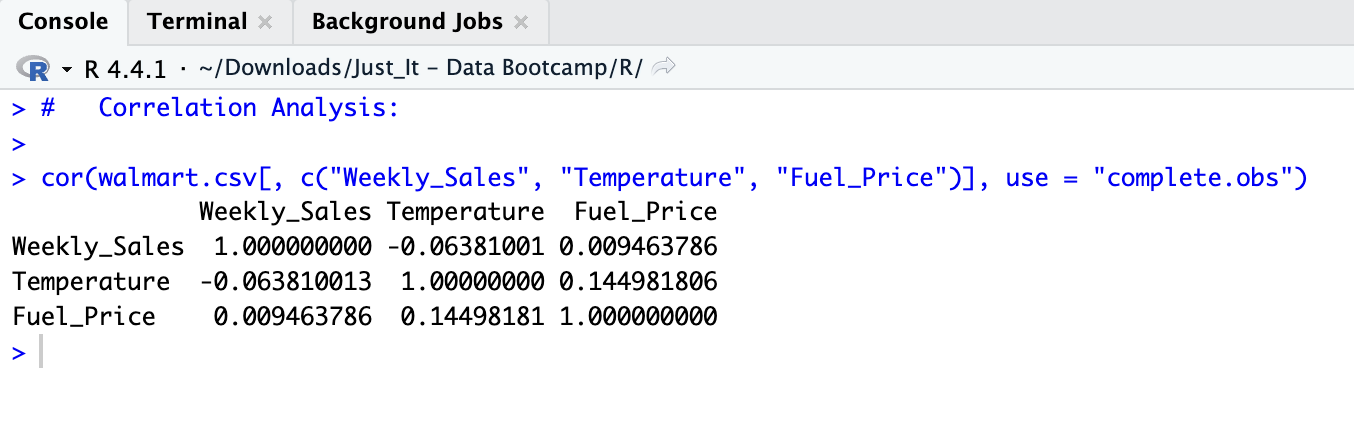 Console Terminal × Background Jobs ×
R R 4.4.1 · ~/Downloads/Just_It – Data Bootcamp/R/
> #   Correlation Analysis:
>
> cor(walmart.csv[, c("Weekly_Sales", "Temperature", "Fuel_Price")], use = "complete.obs")
             Weekly_Sales Temperature  Fuel_Price
Weekly_Sales  1.000000000 -0.06381001 0.009463786
Temperature  -0.063810013  1.00000000 0.144981806
Fuel_Price    0.009463786  0.14498181 1.000000000
>